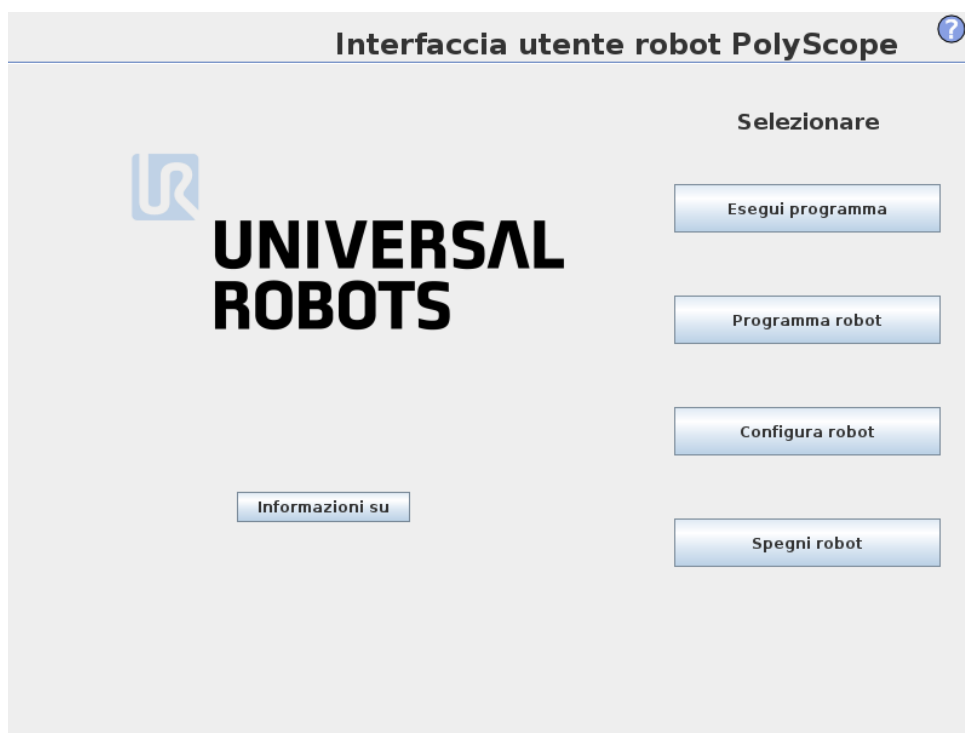 Interfaccia utente robot PolyScope
?
Selezionare
UR
UNIVERSAL
ROBOTS
Esegui programma
Programma robot
Configura robot
Informazioni su
Spegni robot